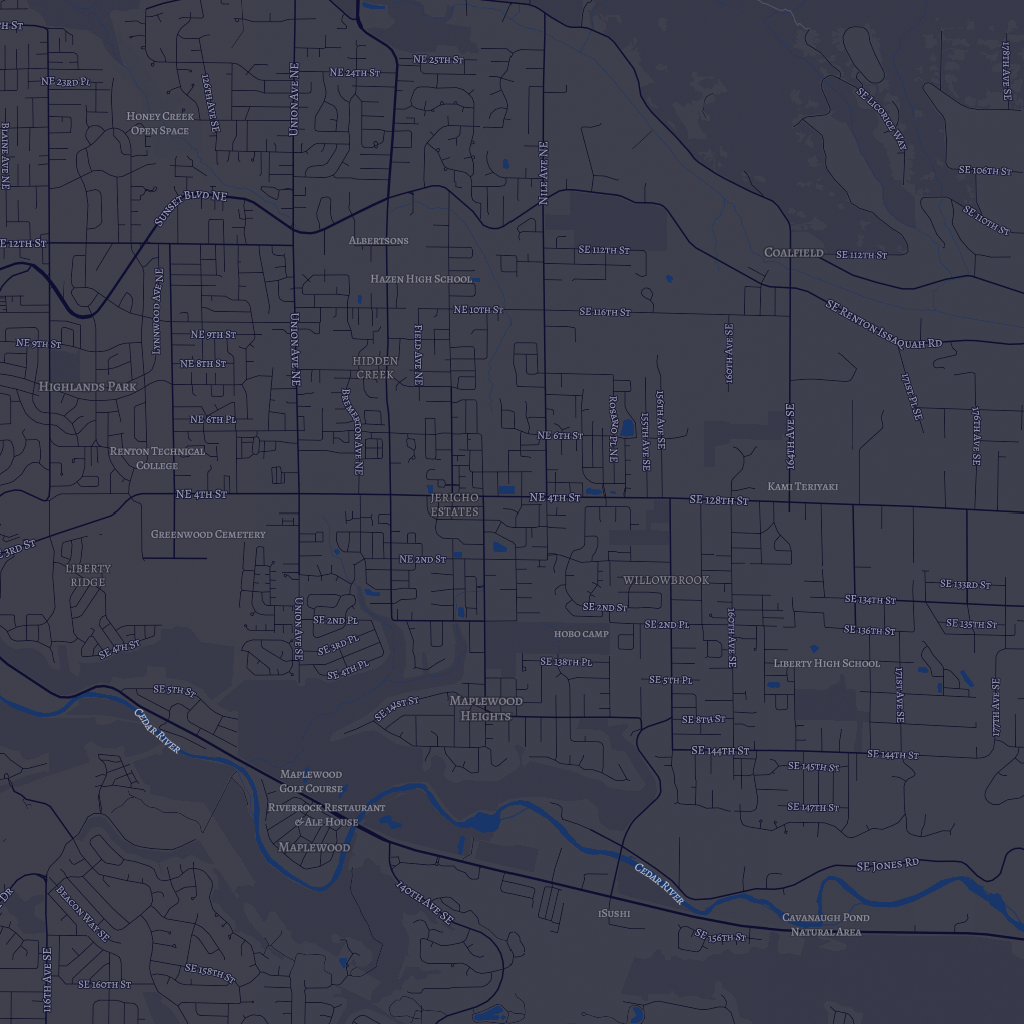 NE 25th St
NE 24th St
NE 23rd Pl
126th Ave SE
Union Ave NE
178th Ave SE
SE Licorice Way
Honey Creek
Open Space
Blaine Ave NE
Nile Ave NE
SE 106th St
Sunset Blvd NE
SE 110th St
Albertsons
SE 112th St
Coalfield
SE 112th St
Hazen High School
Lynnwood Ave NE
NE 10th St
SE 116th St
SE Renton Issaquah Rd
NE 9th St
NE 9th St
Union Ave NE
Field Ave NE
160th Ave SE
NE 8th St
Hidden
Creek
Highlands Park
171st Pl SE
Bremerton Ave NE
Rosario Pl NE
156th Ave SE
155th Ave SE
164th Ave SE
176th Ave SE
NE 6th Pl
NE 6th St
Renton Technical
College
Kami Teriyaki
NE 4th St
Jericho
Estates
NE 4th St
SE 128th St
Greenwood Cemetery
NE 2nd St
Liberty
Ridge
Willowbrook
SE 133rd St
SE 134th St
SE 2nd St
Union Ave SE
SE 2nd Pl
SE 2nd Pl
160th Ave SE
SE 136th St
SE 135th St
hobo camp
SE 3rd Pl
SE 4th St
SE 4th Pl
SE 138th Pl
Liberty High School
SE 5th Pl
171st Ave SE
177th Ave SE
SE 5th St
SE 141st St
Maplewood
Heights
SE 8th St
Cedar River
SE 144th St
SE 144th St
SE 145th St
Maplewood
Golf Course
Riverrock Restaurant
& Ale House
SE 147th St
Maplewood
SE Jones Rd
Cedar River
140th Ave SE
Beacon Way SE
iSushi
Cavanaugh Pond
Natural Area
SE 156th St
SE 158th St
SE 160th St
116th Ave SE